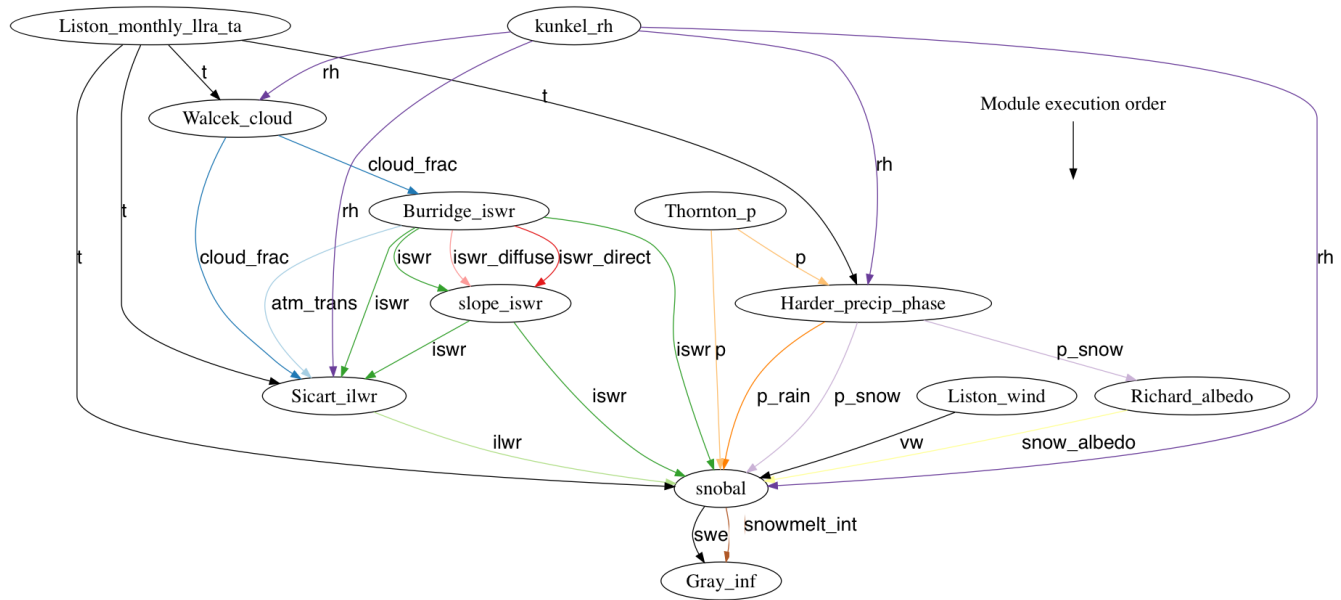 Liston_monthly_llra_ta
kunkel_rh
t
rh
t
Module execution order
Walcek_cloud
cloud_frac
rh
t
rh
Burridge_iswr
Thornton_p
t
cloud_frac
iswr
iswr_diffuse
iswr_direct
p
rh
atm_trans
iswr
slope_iswr
Harder_precip_phase
iswr
iswr
p
p_snow
Sicart_ilwr
iswr
p_rain
p_snow
Liston_wind
Richard_albedo
ilwr
vw
snow_albedo
snobal
swe
snowmelt_int
Gray_inf